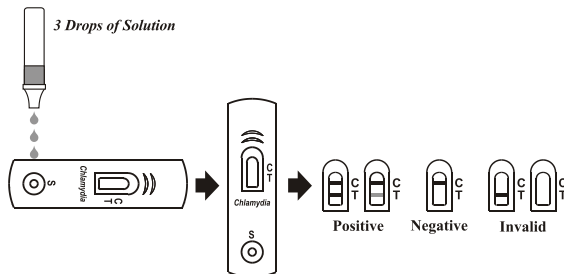 3 Drops of Solution
S
Chlamydia
C
T
C
T
Chlamydia
S
C
T
C
T
C
T
C
T
C
T
Positive
Negative
Invalid